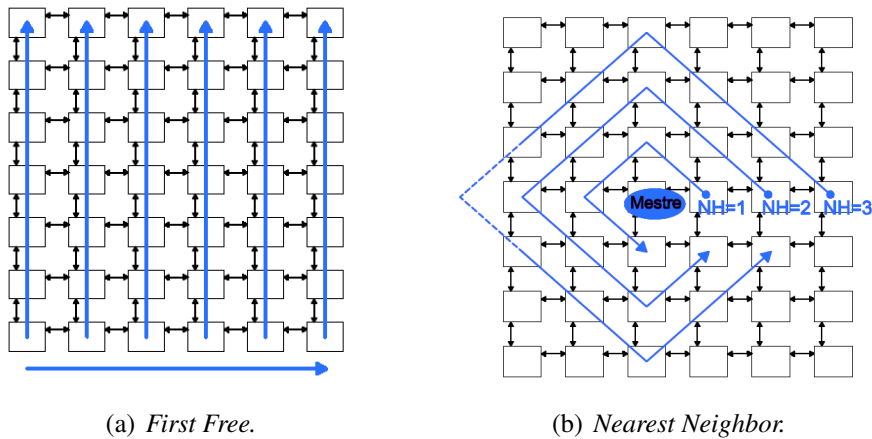 Mestre
NH=1 NH=2 NH=3
(a) First Free.
(b) Nearest Neighbor.